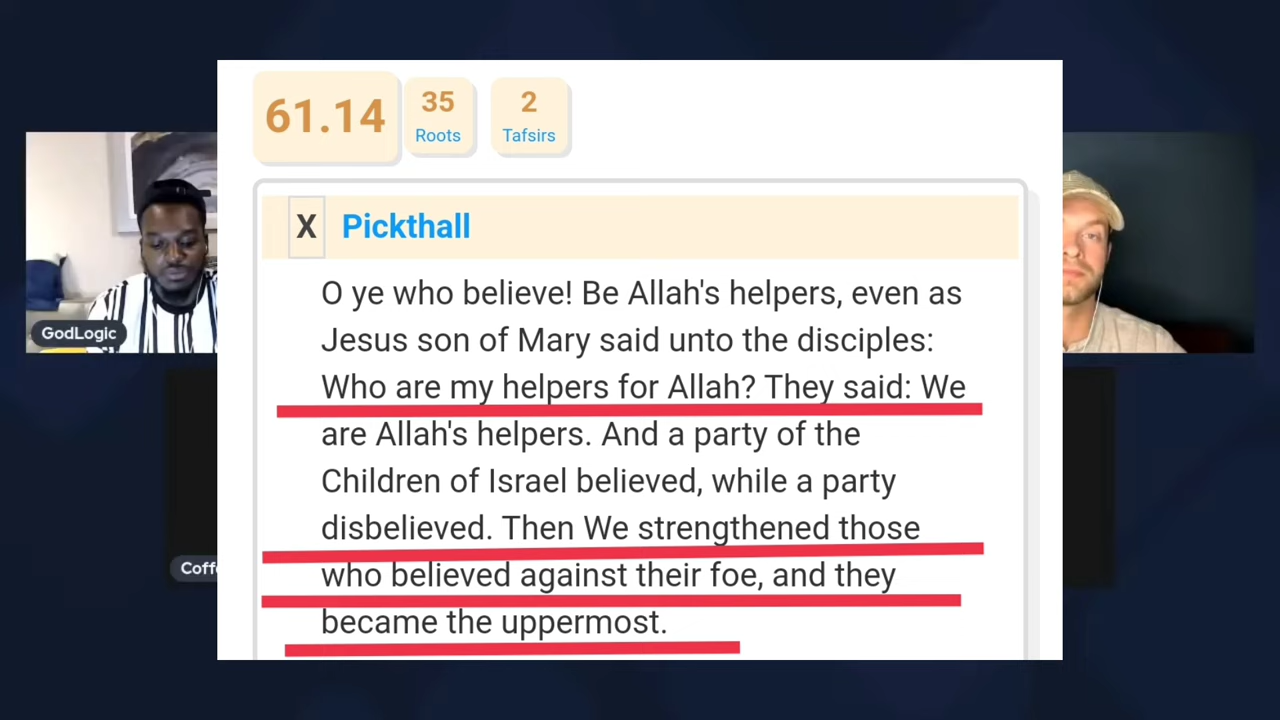 61.14
35
Roots
2
Tafsirs
X Pickthall
O ye who believe! Be Allah's helpers, even as
Jesus son of Mary said unto the disciples:
Who are my helpers for Allah? They said: We
are Allah's helpers. And a party of the
Children of Israel believed, while a party
disbelieved. Then We strengthened those
who believed against their foe, and they
became the uppermost.
GodLogic